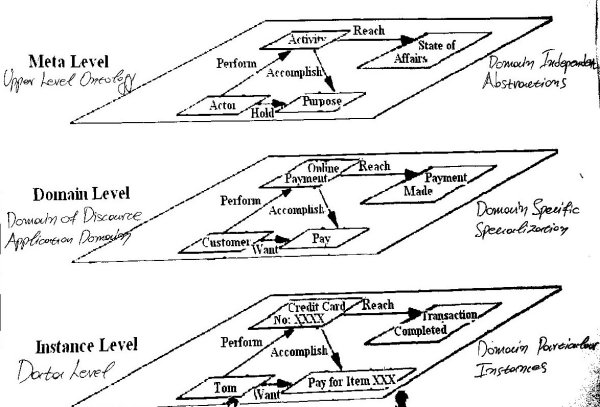 Activity
Reach
State of
Affairs
Meta Level
Upper Level Ontology
Perform
Accomplish
Domain Independent
Abstractions
Actor
Hold
Purpose
Online
Payment
Reach
Payment
Made
Domain Level
Domain of Discource
Application Domain
Perform
Accomplish
Domain Specific
Specialization
Customer
Want
Pay
Credit Card
No: XXXX
Reach
Transaction
Completed
Instance Level
Data Level
Perform
Accomplish
Domain Particular
Instances
Tom
Want
Pay for Item XXX